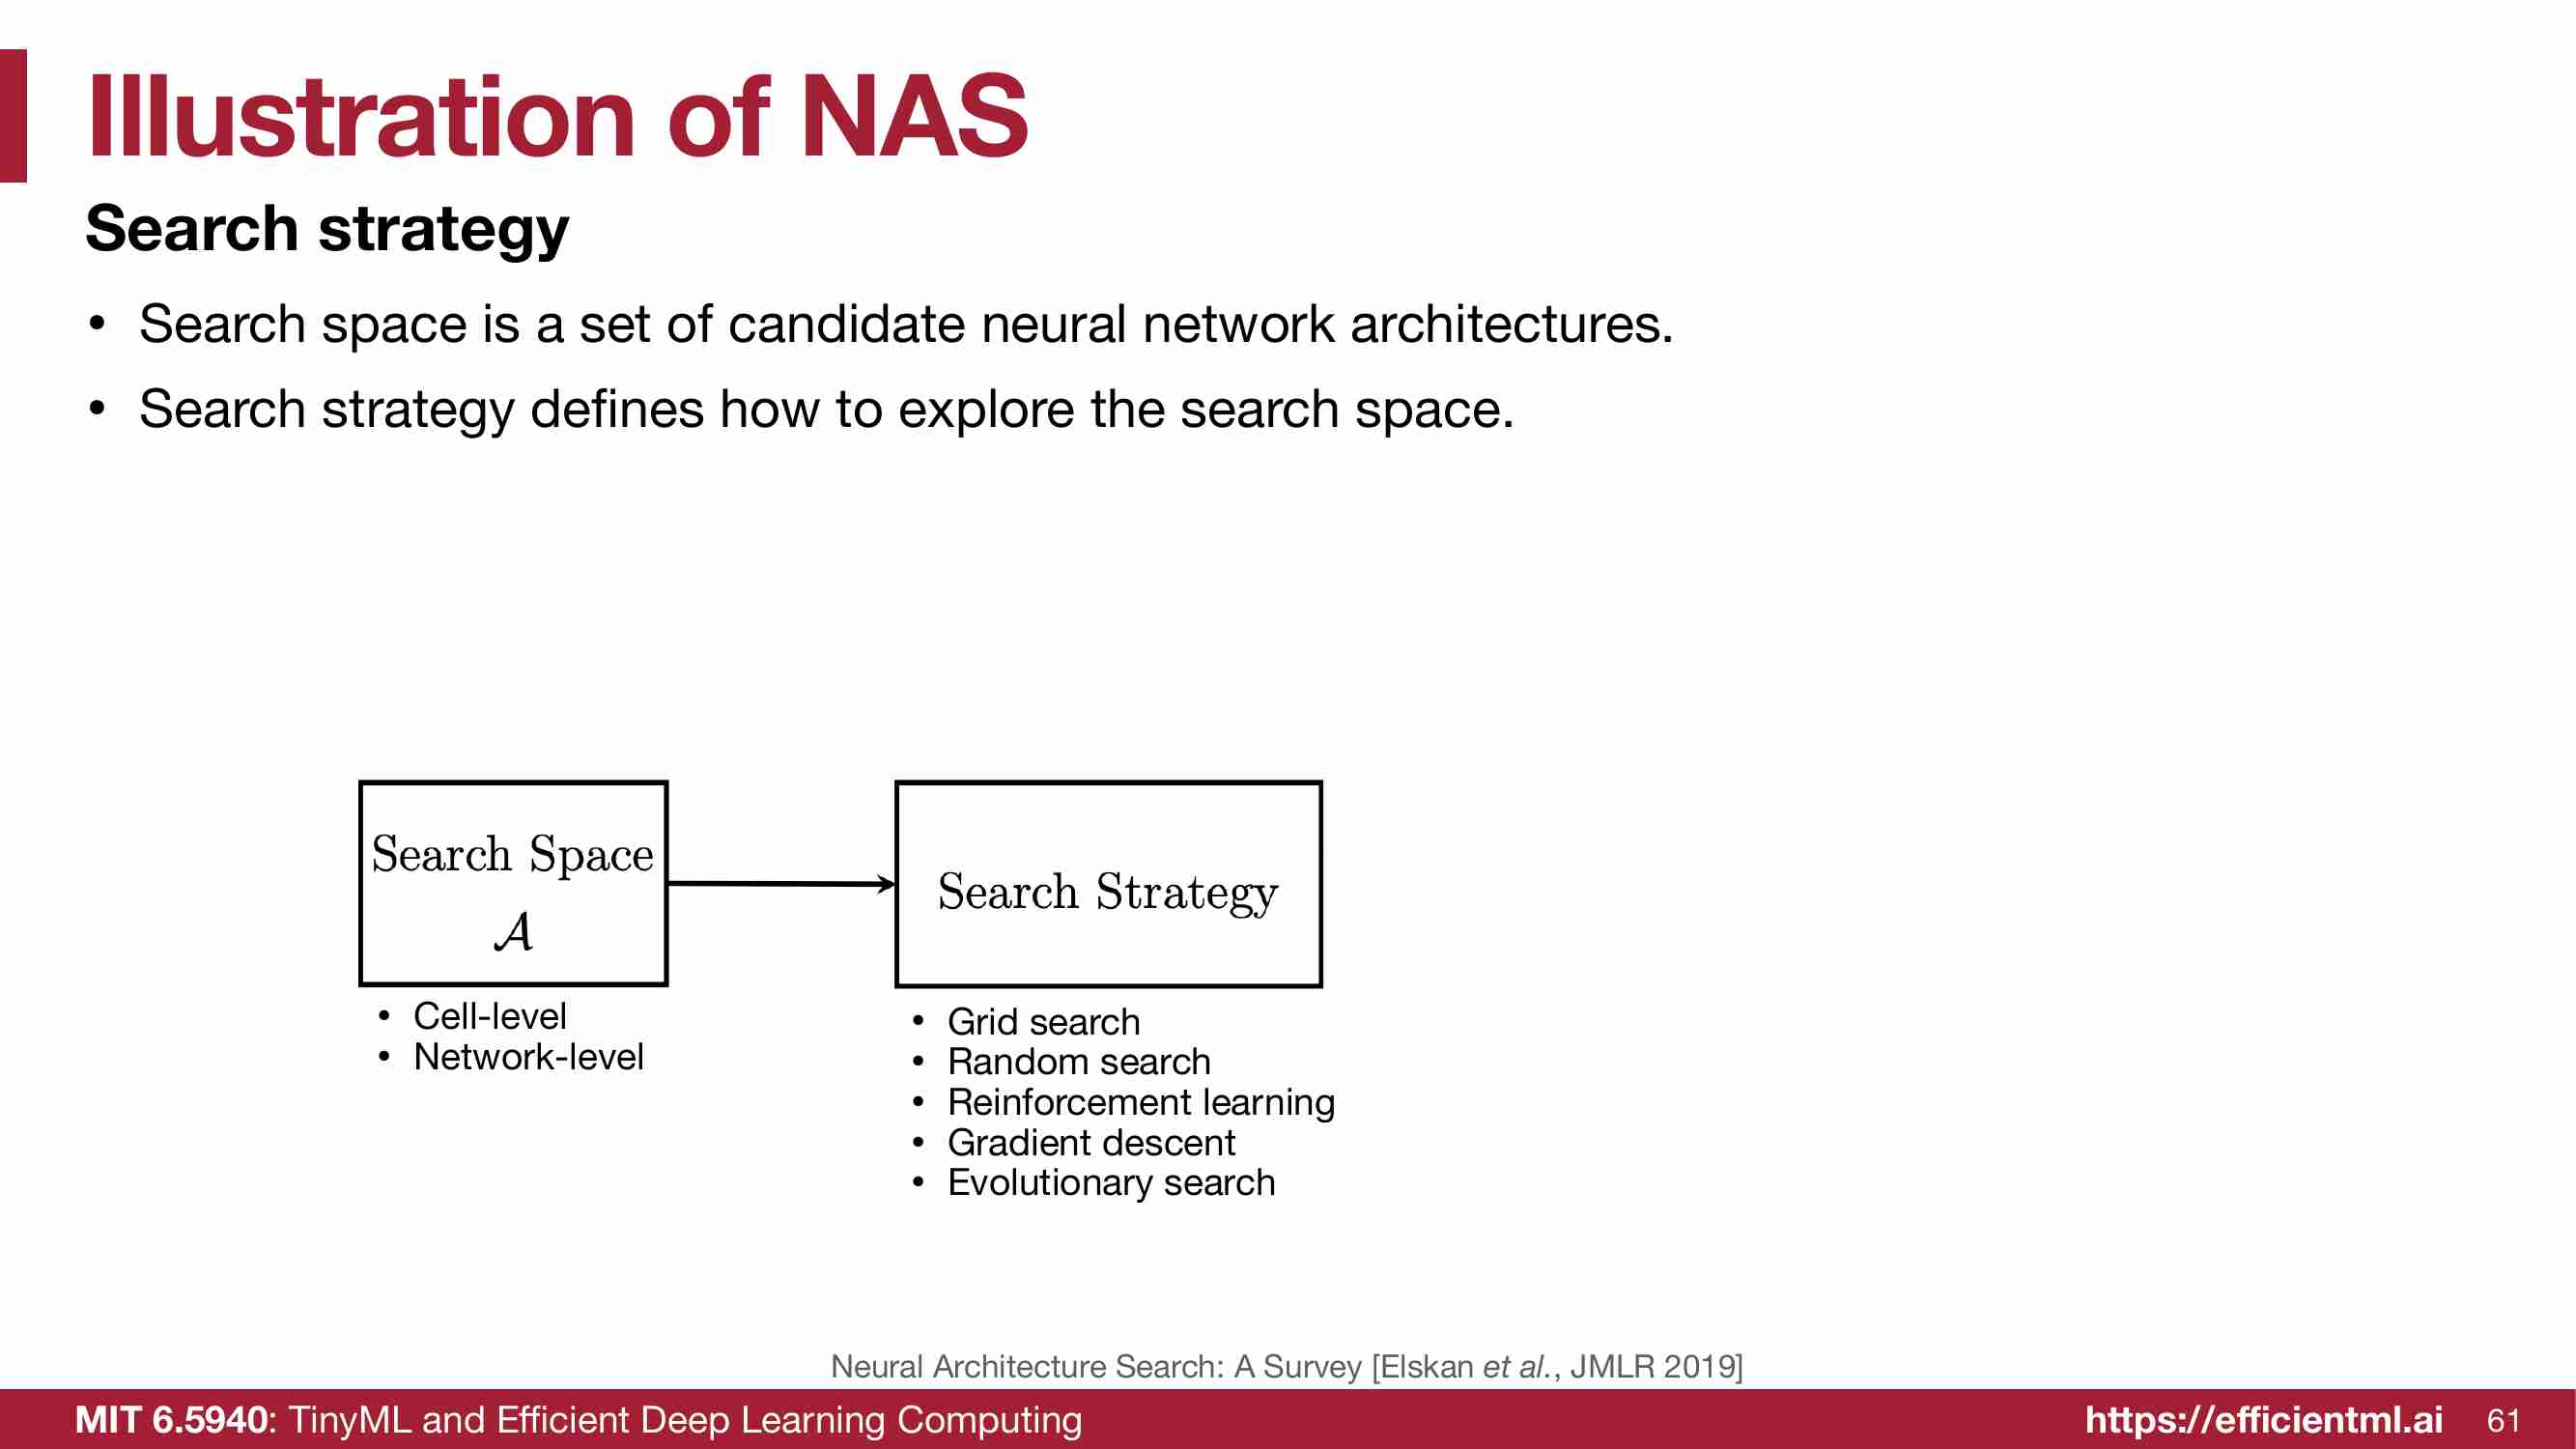 Illustration of NAS
Search strategy
• Search space is a set of candidate neural network architectures.
• Search strategy defines how to explore the search space.
Search Space
𝒜
Search Strategy
• Cell-level
• Network-level
• Grid search
• Random search
• Reinforcement learning
• Gradient descent
• Evolutionary search
Neural Architecture Search: A Survey [Elskan et al., JMLR 2019]
MIT 6.5940: TinyML and Efficient Deep Learning Computing
https://efficientml.ai 61